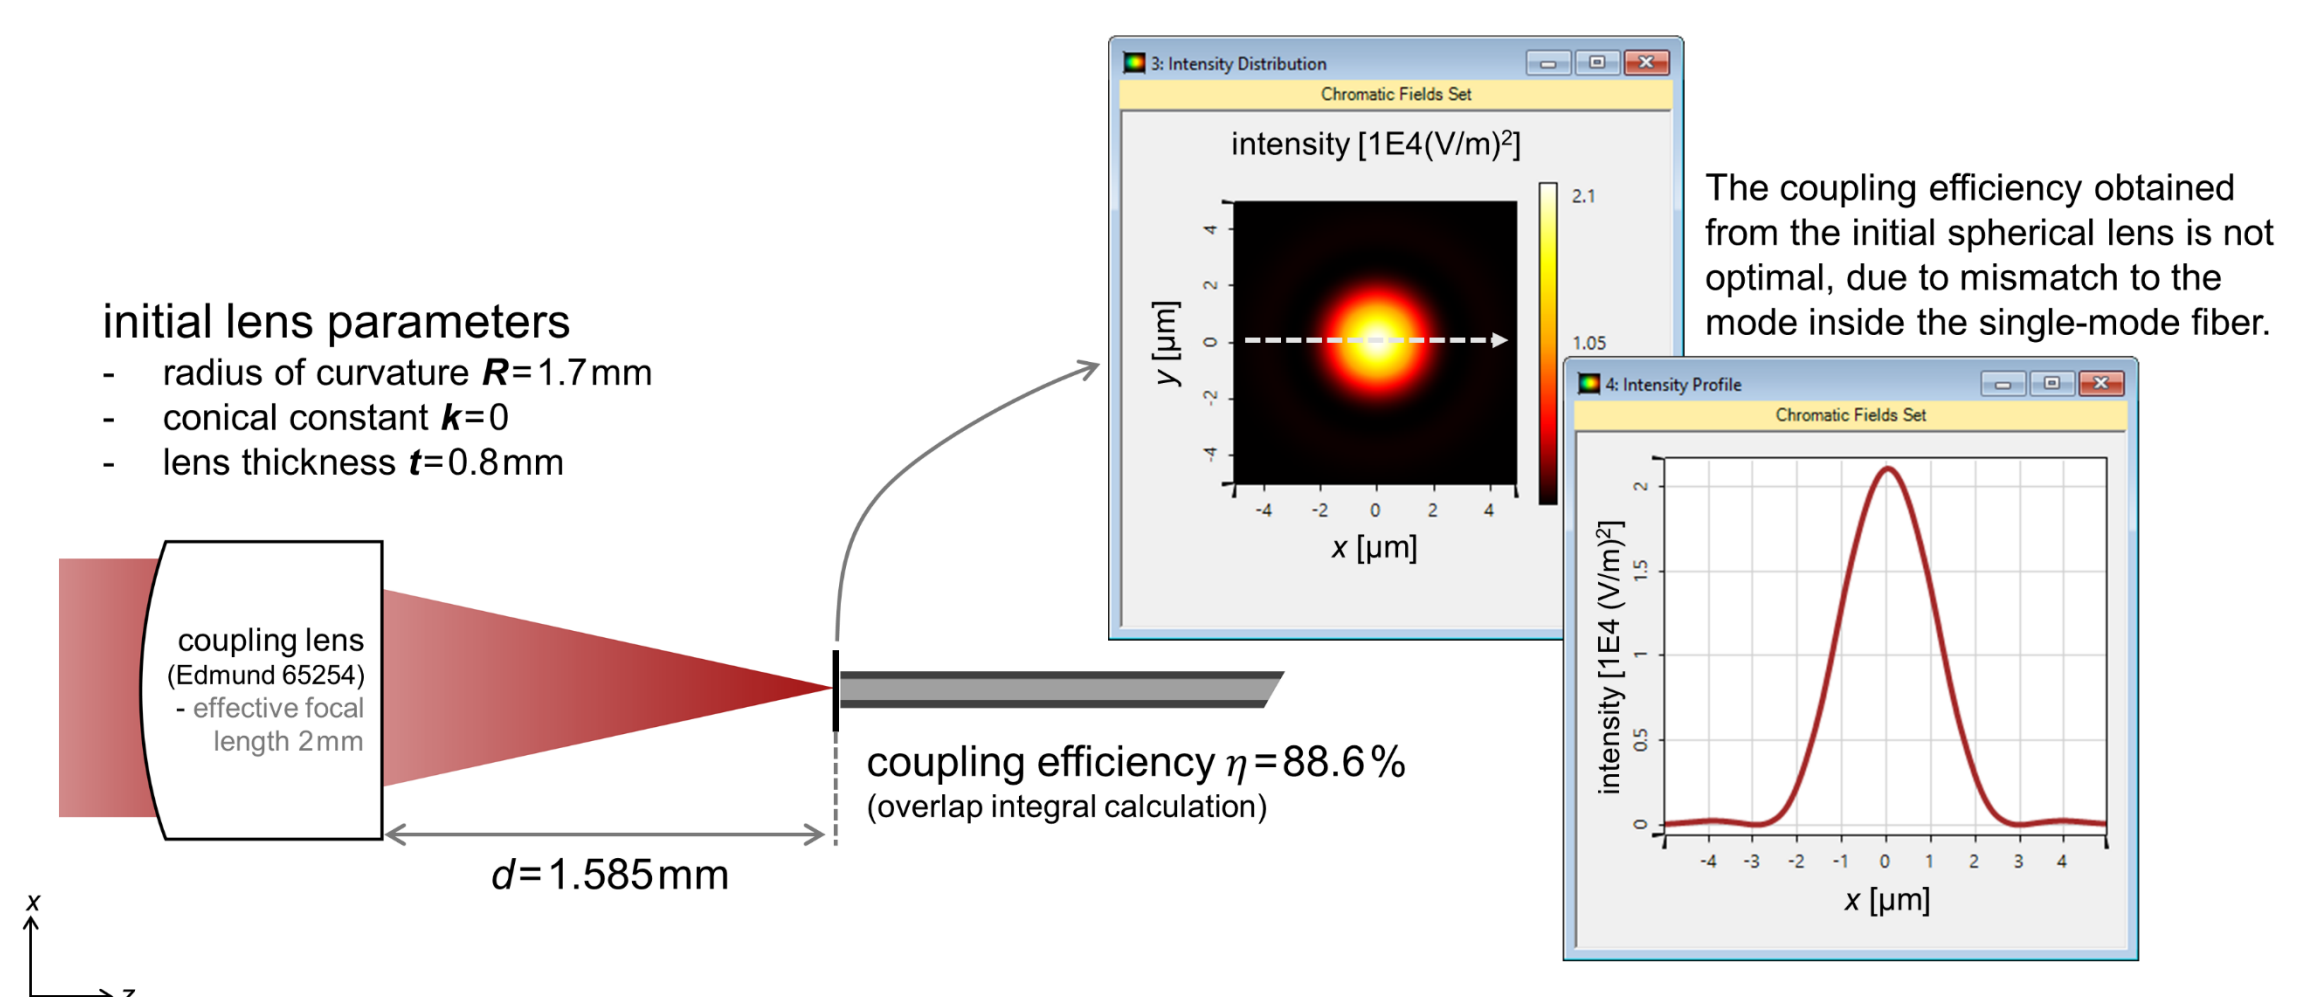 3: Intensity Distribution
Chromatic Fields Set
intensity [1E4(V/m)²]
2.1
1.05
y [µm]
4
2
0
-2
-4
-4 -2 0 2 4
x [µm]
The coupling efficiency obtained
from the initial spherical lens is not
optimal, due to mismatch to the
mode inside the single-mode fiber.
initial lens parameters
- radius of curvature R=1.7mm
- conical constant k=0
- lens thickness t=0.8mm
4: Intensity Profile
Chromatic Fields Set
intensity [1E4 (V/m)²]
2
1.5
1
0.5
0
-4 -3 -2 -1 0 1 2 3 4
x [µm]
coupling lens
(Edmund 65254)
- effective focal
length 2mm
coupling efficiency η=88.6%
(overlap integral calculation)
d=1.585mm
x
z